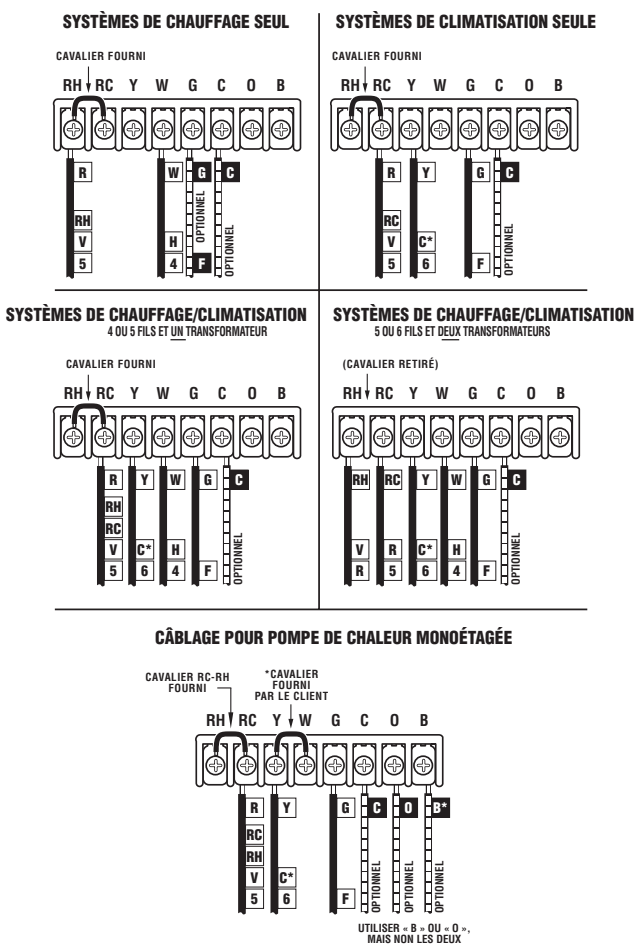 SYSTÈMES DE CHAUFFAGE SEUL
CAVALIER FOURNI
RH RC Y W G C O B
R W G C
RH
V H
5 4 F
OPTIONNEL
OPTIONNEL
SYSTÈMES DE CLIMATISATION SEULE
CAVALIER FOURNI
RH RC Y W G C O B
R Y G C
RC
V C*
5 6 F
OPTIONNEL
SYSTÈMES DE CHAUFFAGE/CLIMATISATION
4 OU 5 FILS ET UN TRANSFORMATEUR
CAVALIER FOURNI
RH RC Y W G C O B
R Y W G C
RH
RC
V C* H
5 6 4 F
OPTIONNEL
SYSTÈMES DE CHAUFFAGE/CLIMATISATION
5 OU 6 FILS ET DEUX TRANSFORMATEURS
(CAVALIER RETIRÉ)
RH RC Y W G C O B
RH RC Y W G C
V R C* H
R 5 6 4 F
OPTIONNEL
CÂBLAGE POUR POMPE DE CHALEUR MONOÉTAGÉE
CAVALIER RC-RH
FOURNI
*CAVALIER
FOURNI
PAR LE CLIENT
RH RC Y W G C O B
R Y G C O B*
RC
RH
V C*
5 6 F
OPTIONNEL
OPTIONNEL
OPTIONNEL
UTILISER « B » OU « O »,
MAIS NON LES DEUX